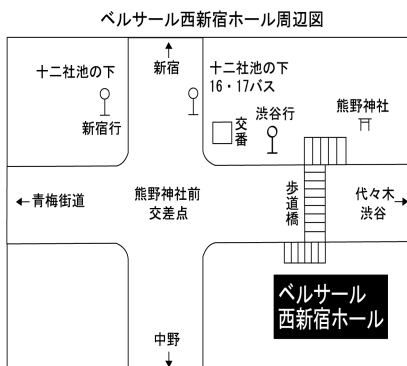 ベルサール西新宿ホール周辺図
↑
新宿
十二社池の下
新宿行
十二社池の下
16・17バス
渋谷行
交番
熊野神社
←青梅街道
熊野神社前
交差点
歩道橋
代々木
渋谷
→
ベルサール
西新宿ホール
中野
↓